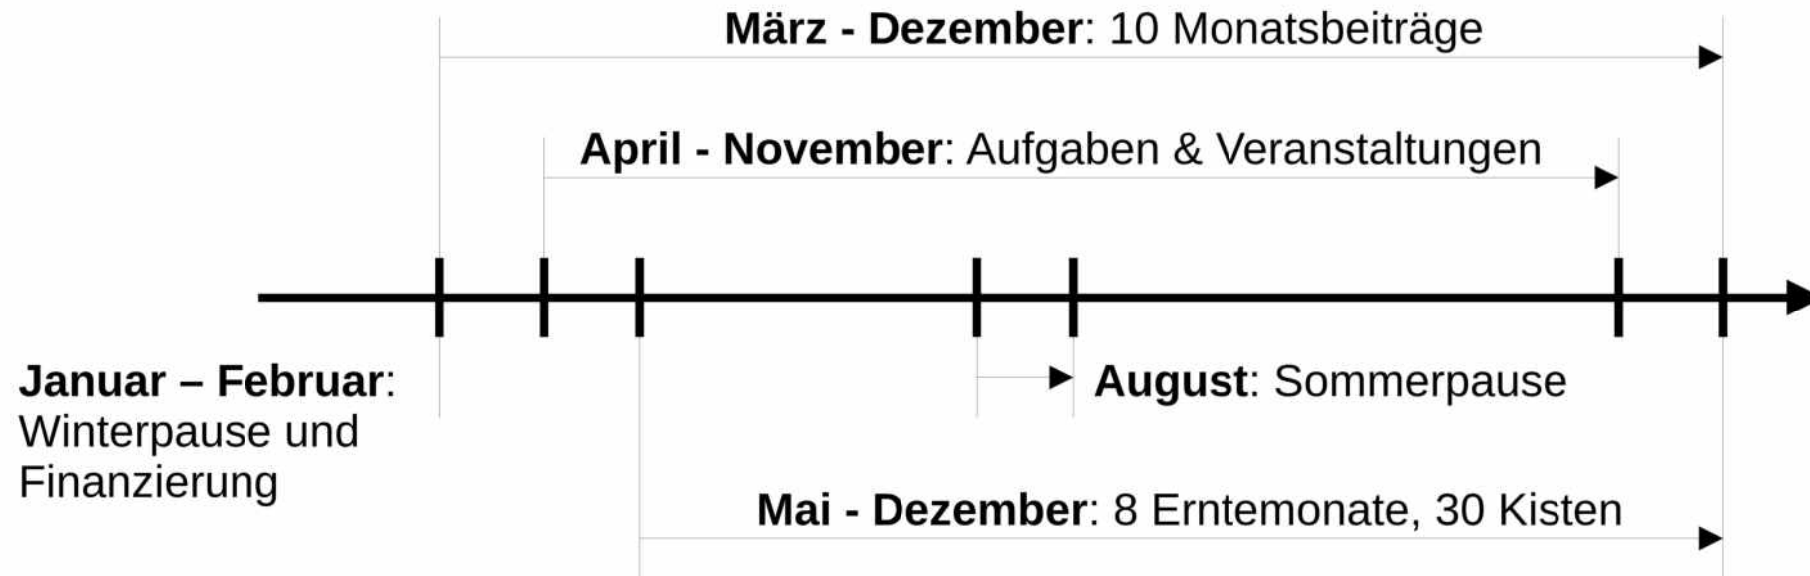 März - Dezember: 10 Monatsbeiträge
April - November: Aufgaben & Veranstaltungen
Januar – Februar:
Winterpause und
Finanzierung
August: Sommerpause
Mai - Dezember: 8 Erntemonate, 30 Kisten